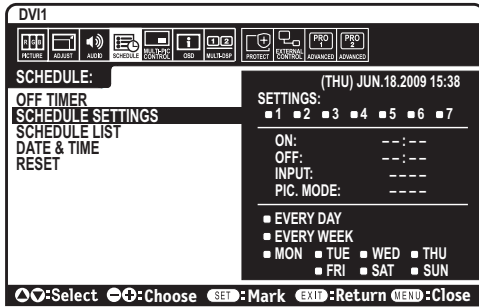 DVI1
RGB
PICTURE ADJUST AUDIO SCHEDULE MULTI-PIC CONTROL OSD MULTI-DSP PROTECT EXTERNAL CONTROL PRO 1 ADVANCED PRO 2 ADVANCED
SCHEDULE:
OFF TIMER
SCHEDULE SETTINGS
SCHEDULE LIST
DATE & TIME
RESET
(THU) JUN.18.2009 15:38
SETTINGS:
1 2 3 4 5 6 7
ON: --:--
OFF: --:--
INPUT: ----
PIC. MODE: ----
EVERY DAY
EVERY WEEK
MON TUE WED THU
FRI SAT SUN
:Select :Choose SET :Mark EXIT :Return MENU :Close